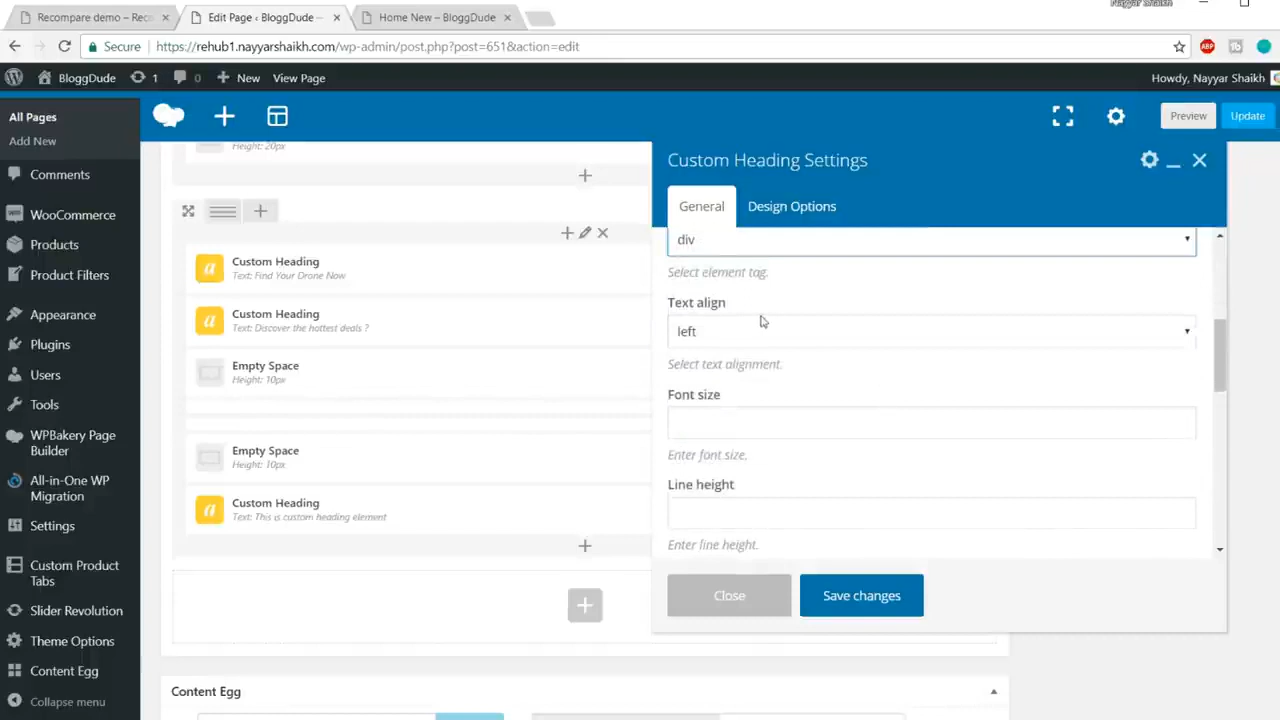 Nayyar Shaikh
Recompare demo – Reco
Edit Page ‹ BloggDude —
Home New – BloggDude
Secure
https://rehub1.nayyarshaikh.com/wp-admin/post.php?post=651&action=edit
ABP
BloggDude
1
0
New
View Page
Howdy, Nayyar Shaikh
All Pages
Add New
Comments
WooCommerce
Products
Product Filters
Appearance
Plugins
Users
Tools
WPBakery Page
Builder
All-in-One WP
Migration
Settings
Custom Product
Tabs
Slider Revolution
Theme Options
Content Egg
Collapse menu
Preview
Update
Height: 20px
Custom Heading
Text: Find Your Drone Now
Custom Heading
Text: Discover the hottest deals ?
Empty Space
Height: 10px
Empty Space
Height: 10px
Custom Heading
Text: This is custom heading element
Content Egg
Custom Heading Settings
General
Design Options
div
Select element tag.
Text align
left
Select text alignment.
Font size
Enter font size.
Line height
Enter line height.
Close
Save changes